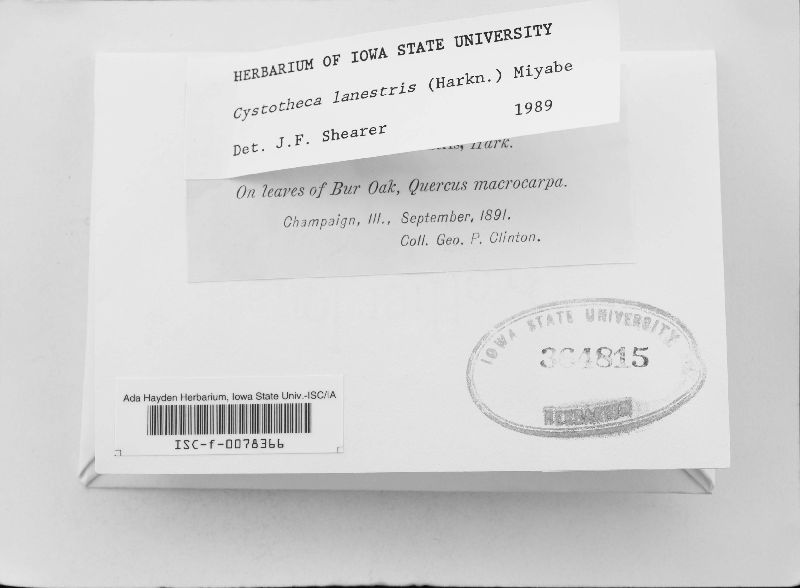 HERBARIUM OF IOWA STATE UNIVERSITY
Cystotheca lanestris (Harkn.) Miyabe
Det. J.F. Shearer 1989
Hark.
On leaves of Bur Oak, Quercus macrocarpa.
Champaign, Ill., September, 1891.
Coll. Geo. P. Clinton.
IOWA STATE UNIVERSITY
364815
HERBARIUM
Ada Hayden Herbarium, Iowa State Univ.-ISC/IA
ISC-f-0078366